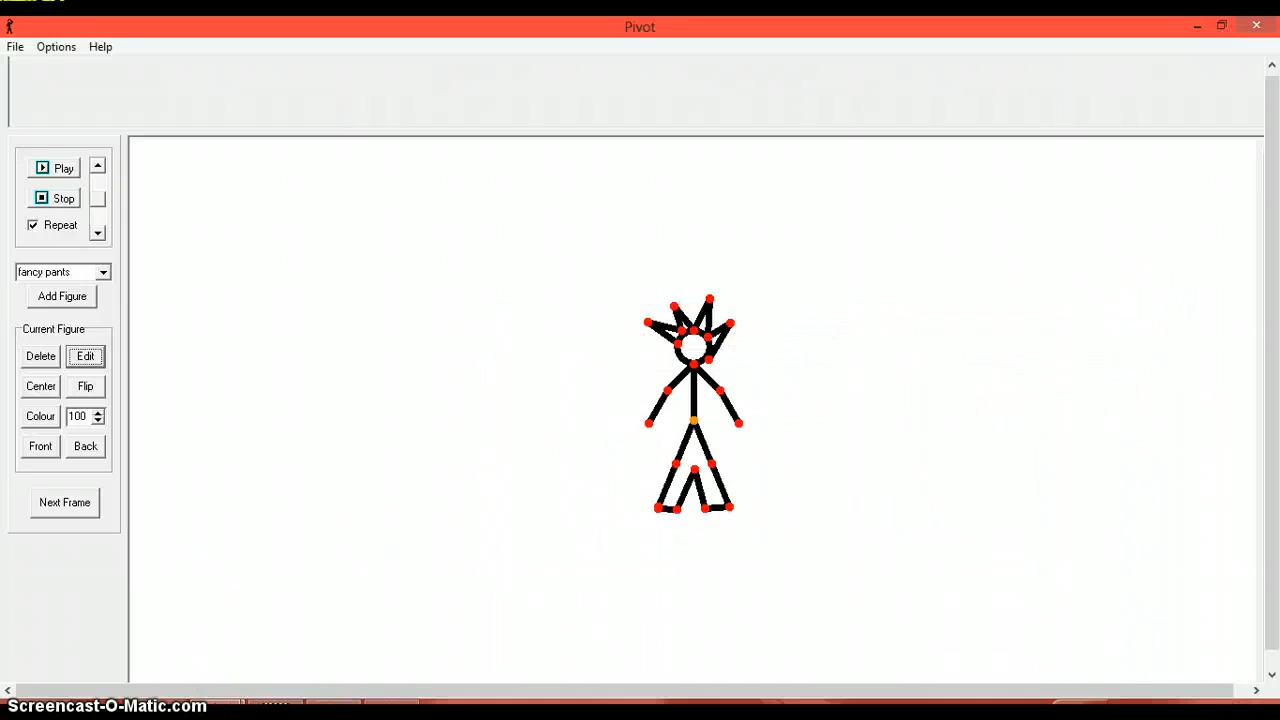 Pivot
File Options Help
Play
Stop
Repeat
fancy pants
Add Figure
Current Figure
Delete Edit
Center Flip
Colour 100
Front Back
Next Frame
Screencast-O-Matic.com